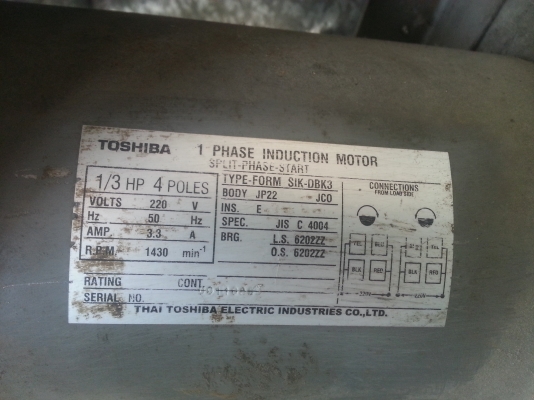 TOSHIBA 1 PHASE INDUCTION MOTOR
SPLIT-PHASE-START
1/3 HP 4 POLES
VOLTS 220 V
Hz 50 Hz
AMP. 3.3 A
R.P.M. 1430 min⁻¹
RATING CONT.
SERIAL NO.
TYPE-FORM SIK-DBK3
BODY JP22 JC0
INS. E
SPEC. JIS C 4004
BRG. L.S. 6202ZZ
O.S. 6202ZZ
CONNECTIONS
FROM LOAD SIDE
YEL
BLK RED
BLK RED
THAI TOSHIBA ELECTRIC INDUSTRIES CO.,LTD.